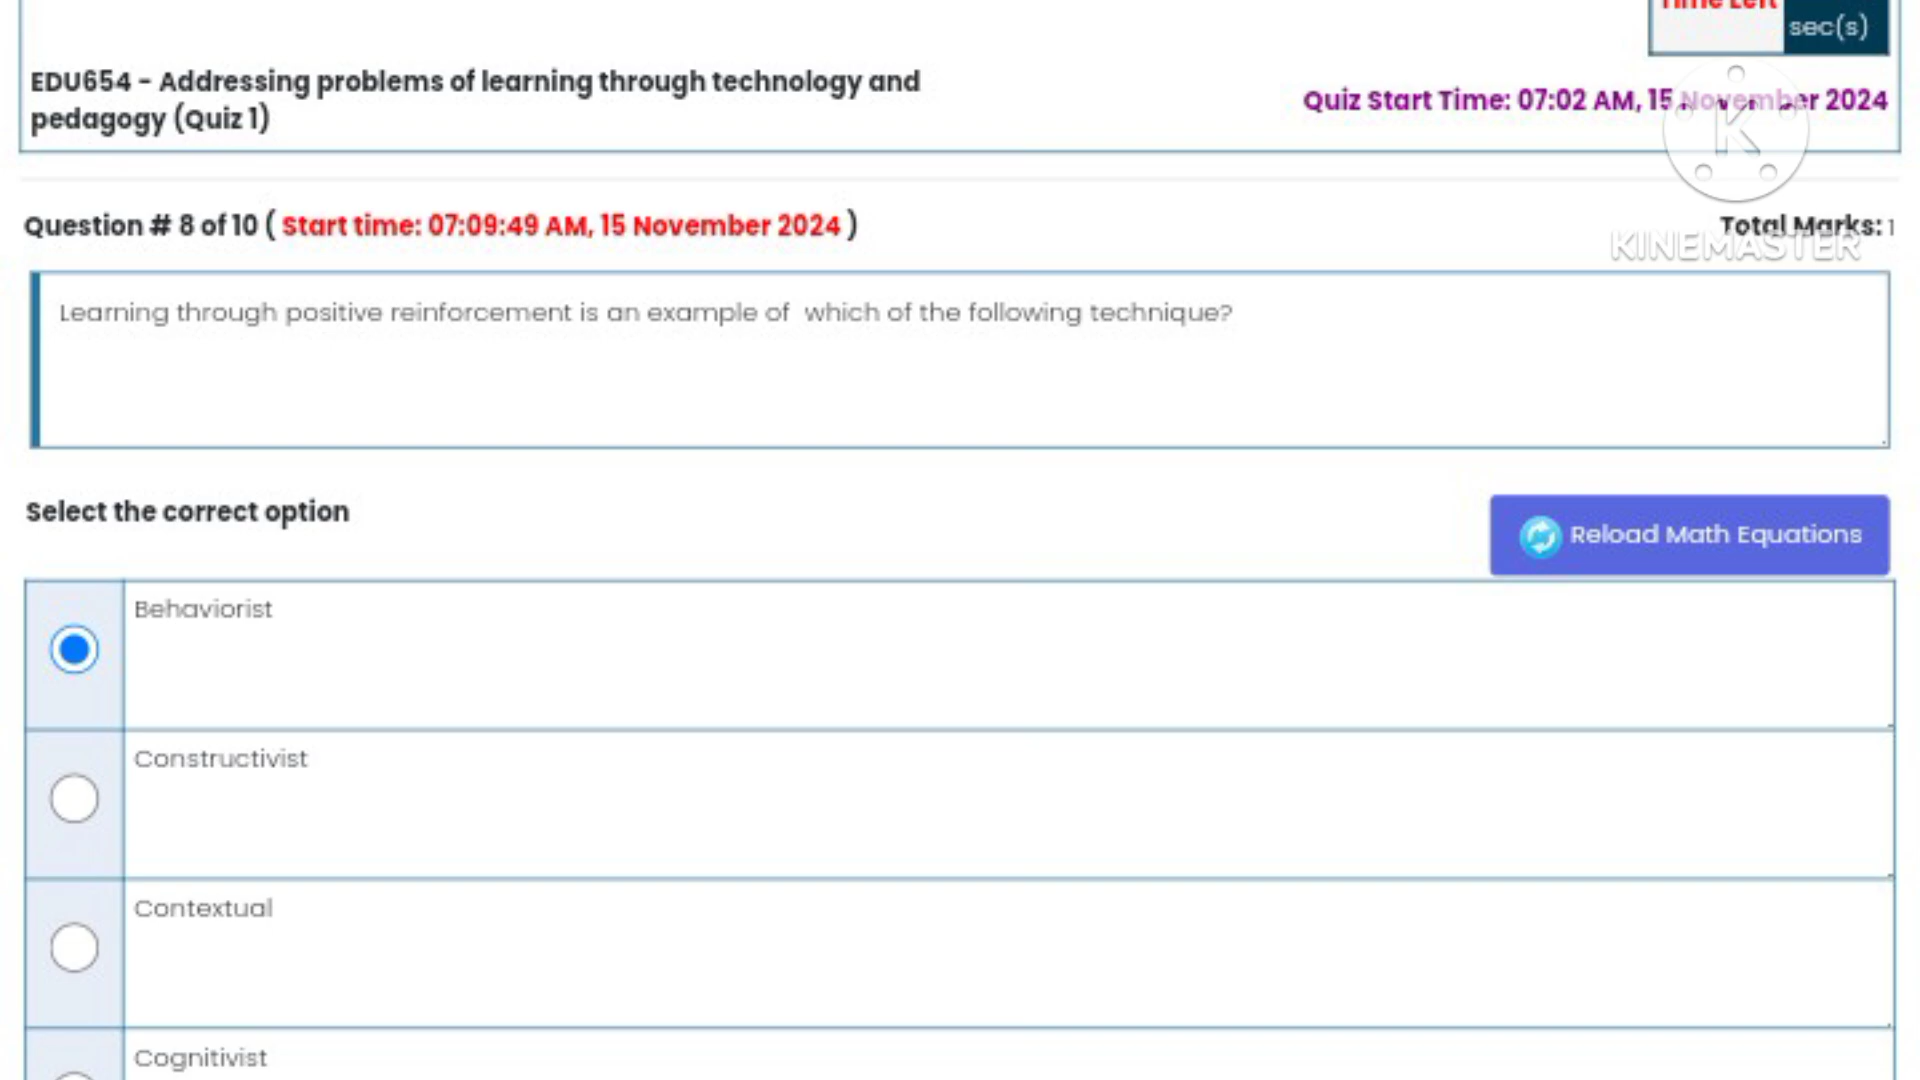 Time Left
sec(s)
EDU654 - Addressing problems of learning through technology and
pedagogy (Quiz 1)
Quiz Start Time: 07:02 AM, 15 November 2024
K
Question # 8 of 10 ( Start time: 07:09:49 AM, 15 November 2024 )
Total Marks: 1
KINEMASTER
Learning through positive reinforcement is an example of  which of the following technique?
Select the correct option
Reload Math Equations
Behaviorist
Constructivist
Contextual
Cognitivist